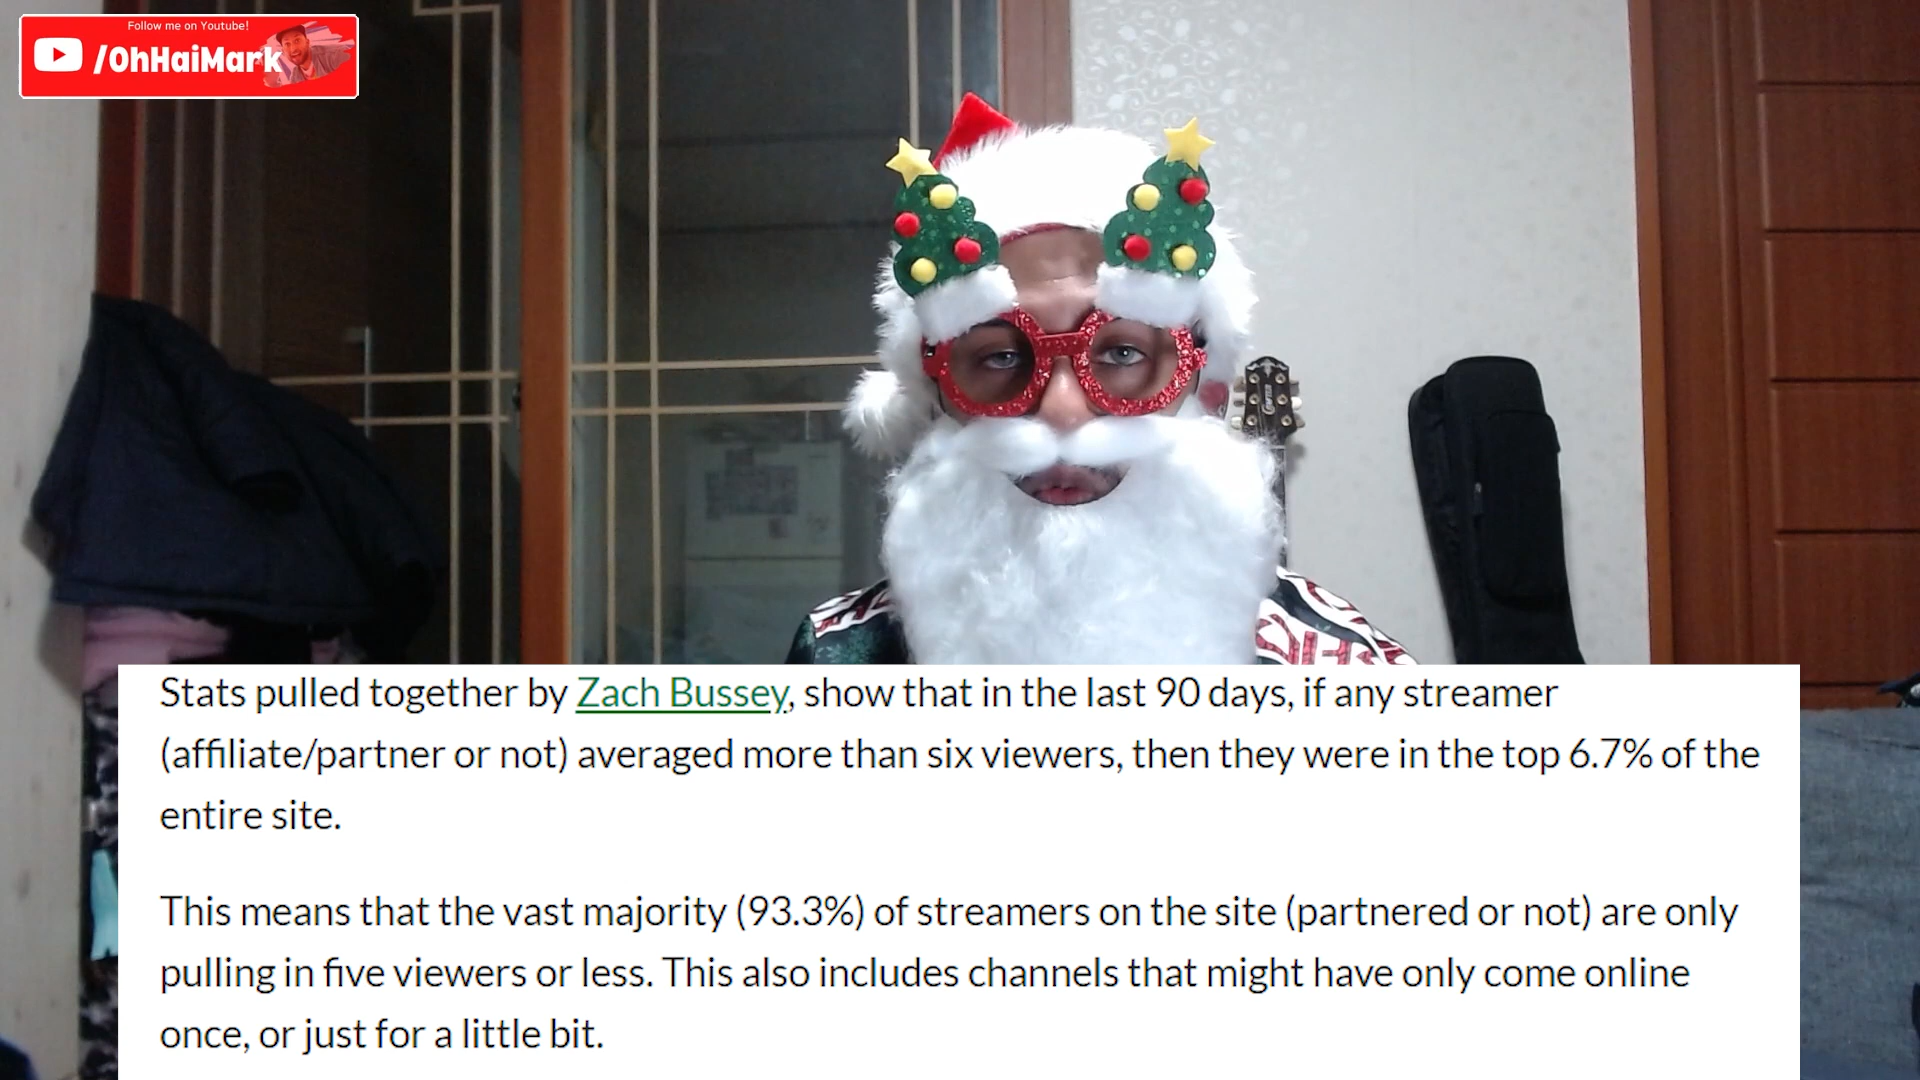 Follow me on Youtube!
/OhHaiMark
CRAFTER
Stats pulled together by Zach Bussey, show that in the last 90 days, if any streamer
(affiliate/partner or not) averaged more than six viewers, then they were in the top 6.7% of the
entire site.
This means that the vast majority (93.3%) of streamers on the site (partnered or not) are only
pulling in five viewers or less. This also includes channels that might have only come online
once, or just for a little bit.